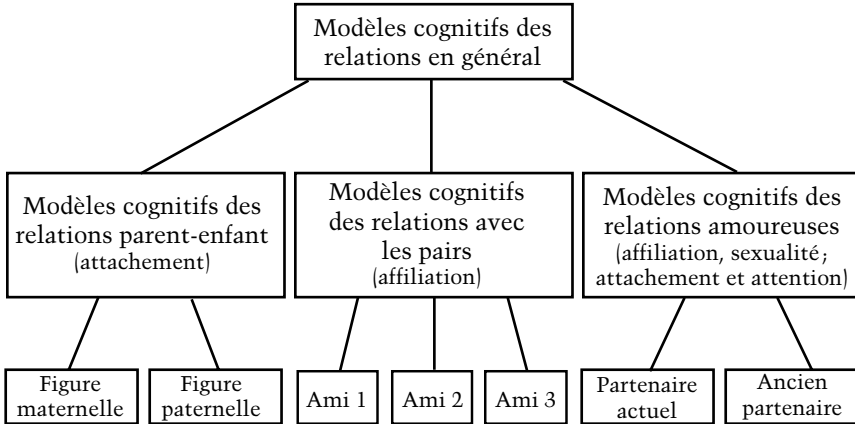 Modèles cognitifs des
relations en général
Modèles cognitifs des
relations parent-enfant
(attachement)
Modèles cognitifs
des relations avec
les pairs
(affiliation)
Modèles cognitifs des
relations amoureuses
(affiliation, sexualité ;
attachement et attention)
Figure
maternelle
Figure
paternelle
Ami 1
Ami 2
Ami 3
Partenaire
actuel
Ancien
partenaire